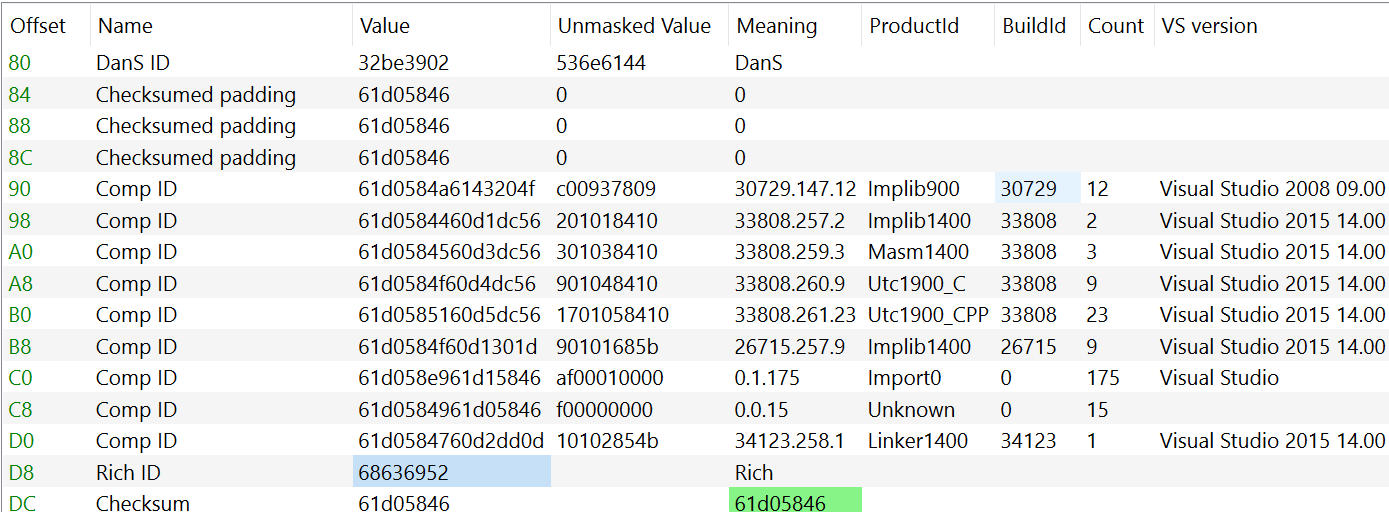 Offset Name Value Unmasked Value Meaning ProductId BuildId Count VS version
80 DanS ID 32be3902 536e6144 DanS
84 Checksumed padding 61d05846 0 0
88 Checksumed padding 61d05846 0 0
8C Checksumed padding 61d05846 0 0
90 Comp ID 61d0584a6143204f c00937809 30729.147.12 Implib900 30729 12 Visual Studio 2008 09.00
98 Comp ID 61d0584460d1dc56 201018410 33808.257.2 Implib1400 33808 2 Visual Studio 2015 14.00
A0 Comp ID 61d0584560d3dc56 301038410 33808.259.3 Masm1400 33808 3 Visual Studio 2015 14.00
A8 Comp ID 61d0584f60d4dc56 901048410 33808.260.9 Utc1900_C 33808 9 Visual Studio 2015 14.00
B0 Comp ID 61d0585160d5dc56 1701058410 33808.261.23 Utc1900_CPP 33808 23 Visual Studio 2015 14.00
B8 Comp ID 61d0584f60d1301d 90101685b 26715.257.9 Implib1400 26715 9 Visual Studio 2015 14.00
C0 Comp ID 61d058e961d15846 af00010000 0.1.175 Import0 0 175 Visual Studio
C8 Comp ID 61d0584961d05846 f00000000 0.0.15 Unknown 0 15
D0 Comp ID 61d0584760d2dd0d 10102854b 34123.258.1 Linker1400 34123 1 Visual Studio 2015 14.00
D8 Rich ID 68636952 Rich
DC Checksum 61d05846 61d05846